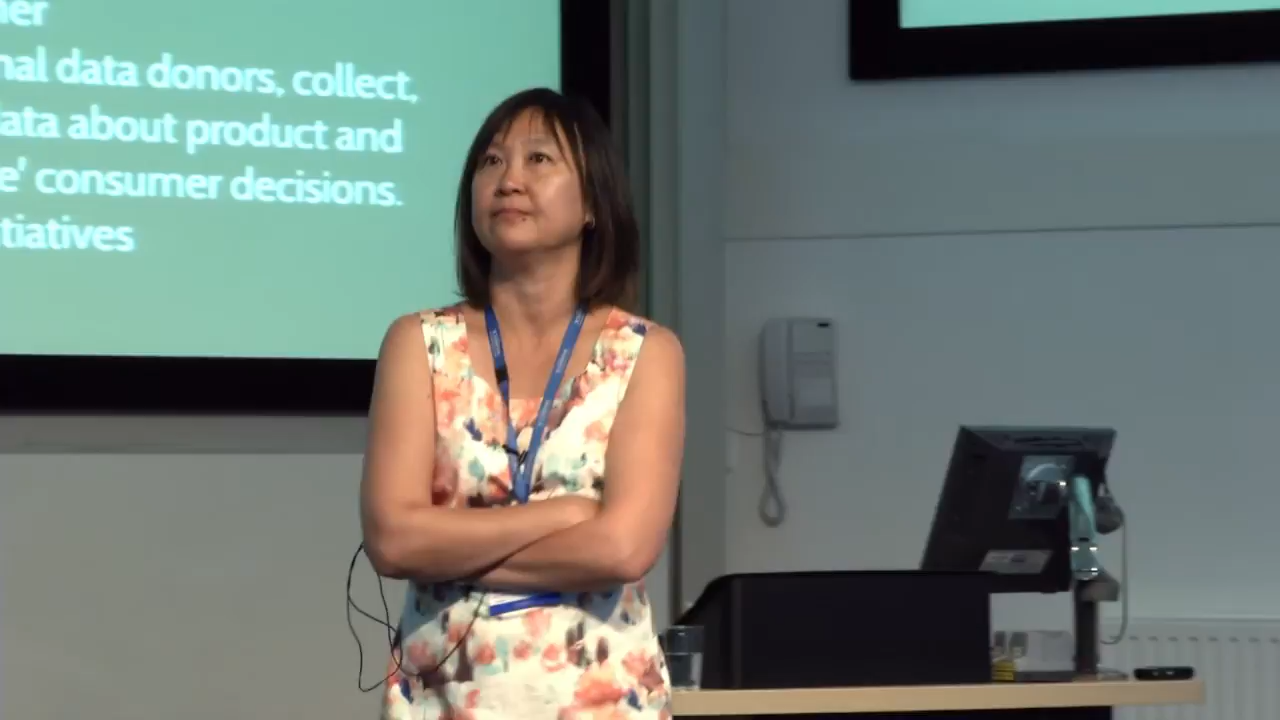 ner
nal data donors, collect,
data about product and
e' consumer decisions.
tiatives